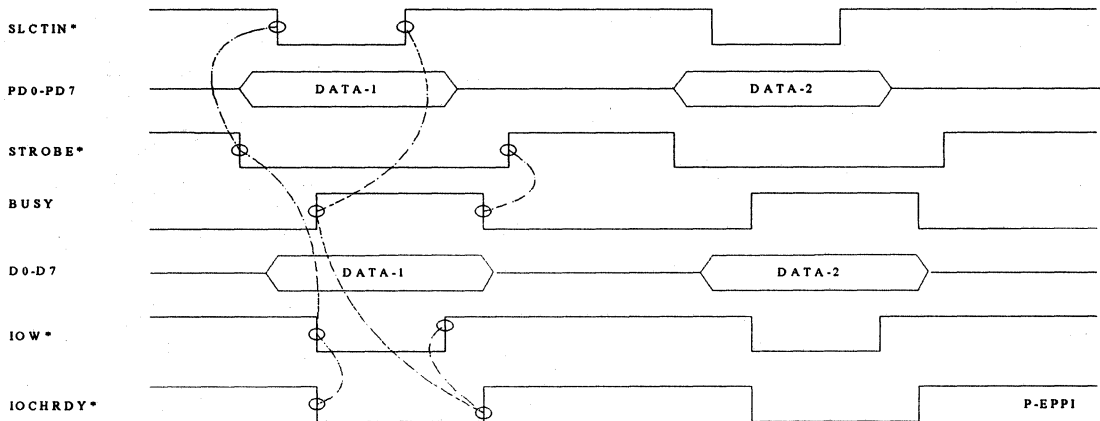 SLCTIN*
PD0-PD7 DATA-1 DATA-2
STROBE*
BUSY
D0-D7 DATA-1 DATA-2
IOW*
IOCHRDY* P-EPP1